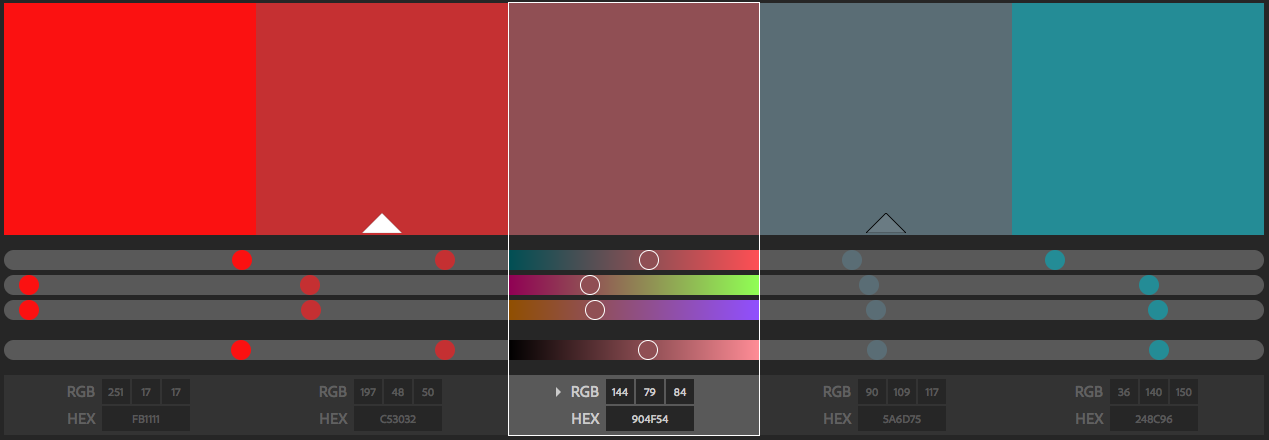 RGB 251 17 17
HEX FB1111
RGB 197 48 50
HEX C53032
RGB 144 79 84
HEX 904F54
RGB 90 109 117
HEX 5A6D75
RGB 36 140 150
HEX 248C96